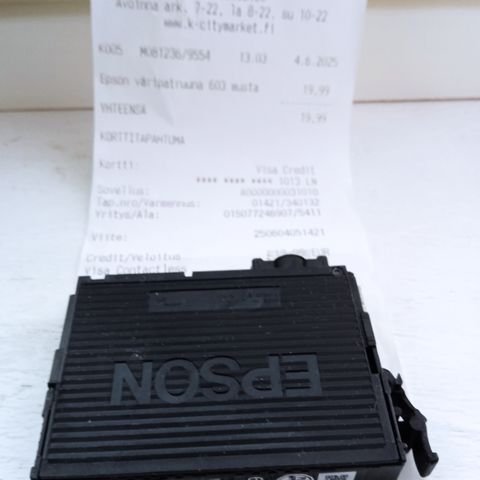 Avoinna ark. 7-22, la 8-22, su 10-22
www.k-citymarket.fi
K005 M081236/9554 13.03 4.6.2025
Epson väripatruuna 603 musta 19,99
YHTEENSÄ 19,99
KORTTITAPAHTUMA
Kortti: Visa Credit
**** **** **** 1013 LN
Sovellus: A0000000031010
Tap.nro/Varmennus: 01421/340132
Yritys/Ala: 015077246907/5411
Viite: 250604051421
Credit/Veloitus
Visa Contactless
EPSON